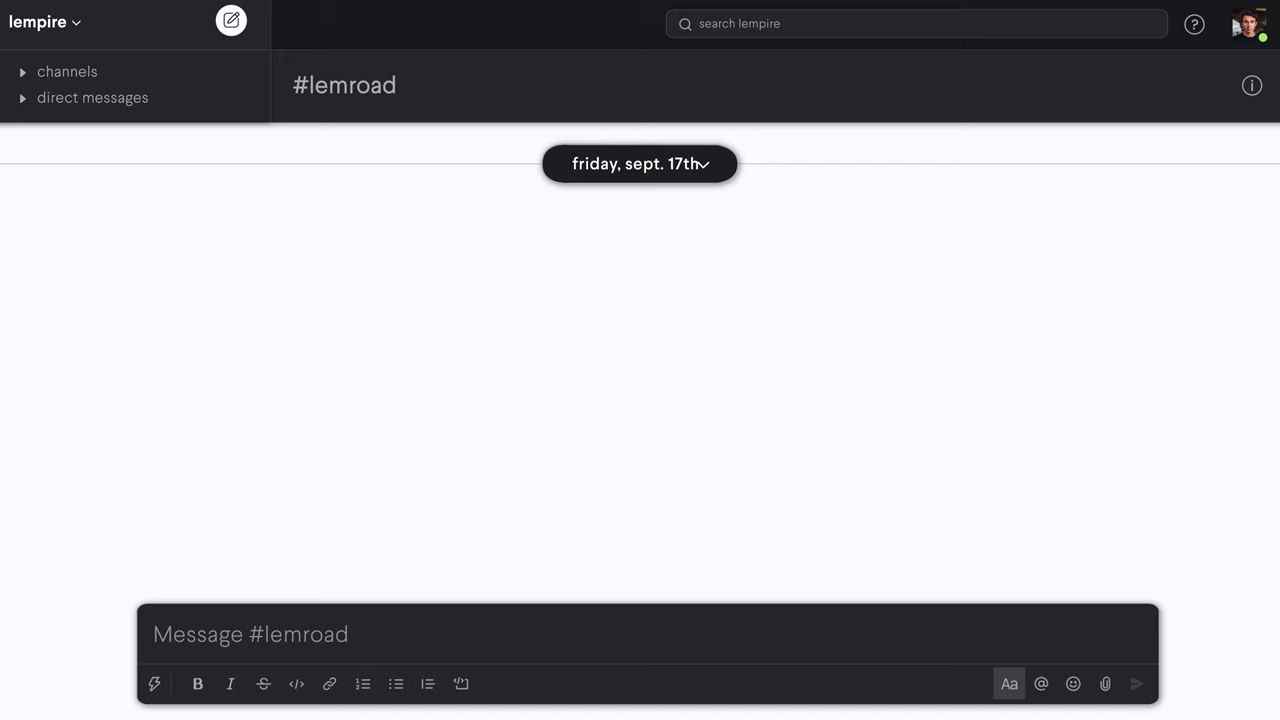 lempire
search lempire
channels
direct messages
#lemroad
friday, sept. 17th
Message #lemroad
B I S </> Aa @